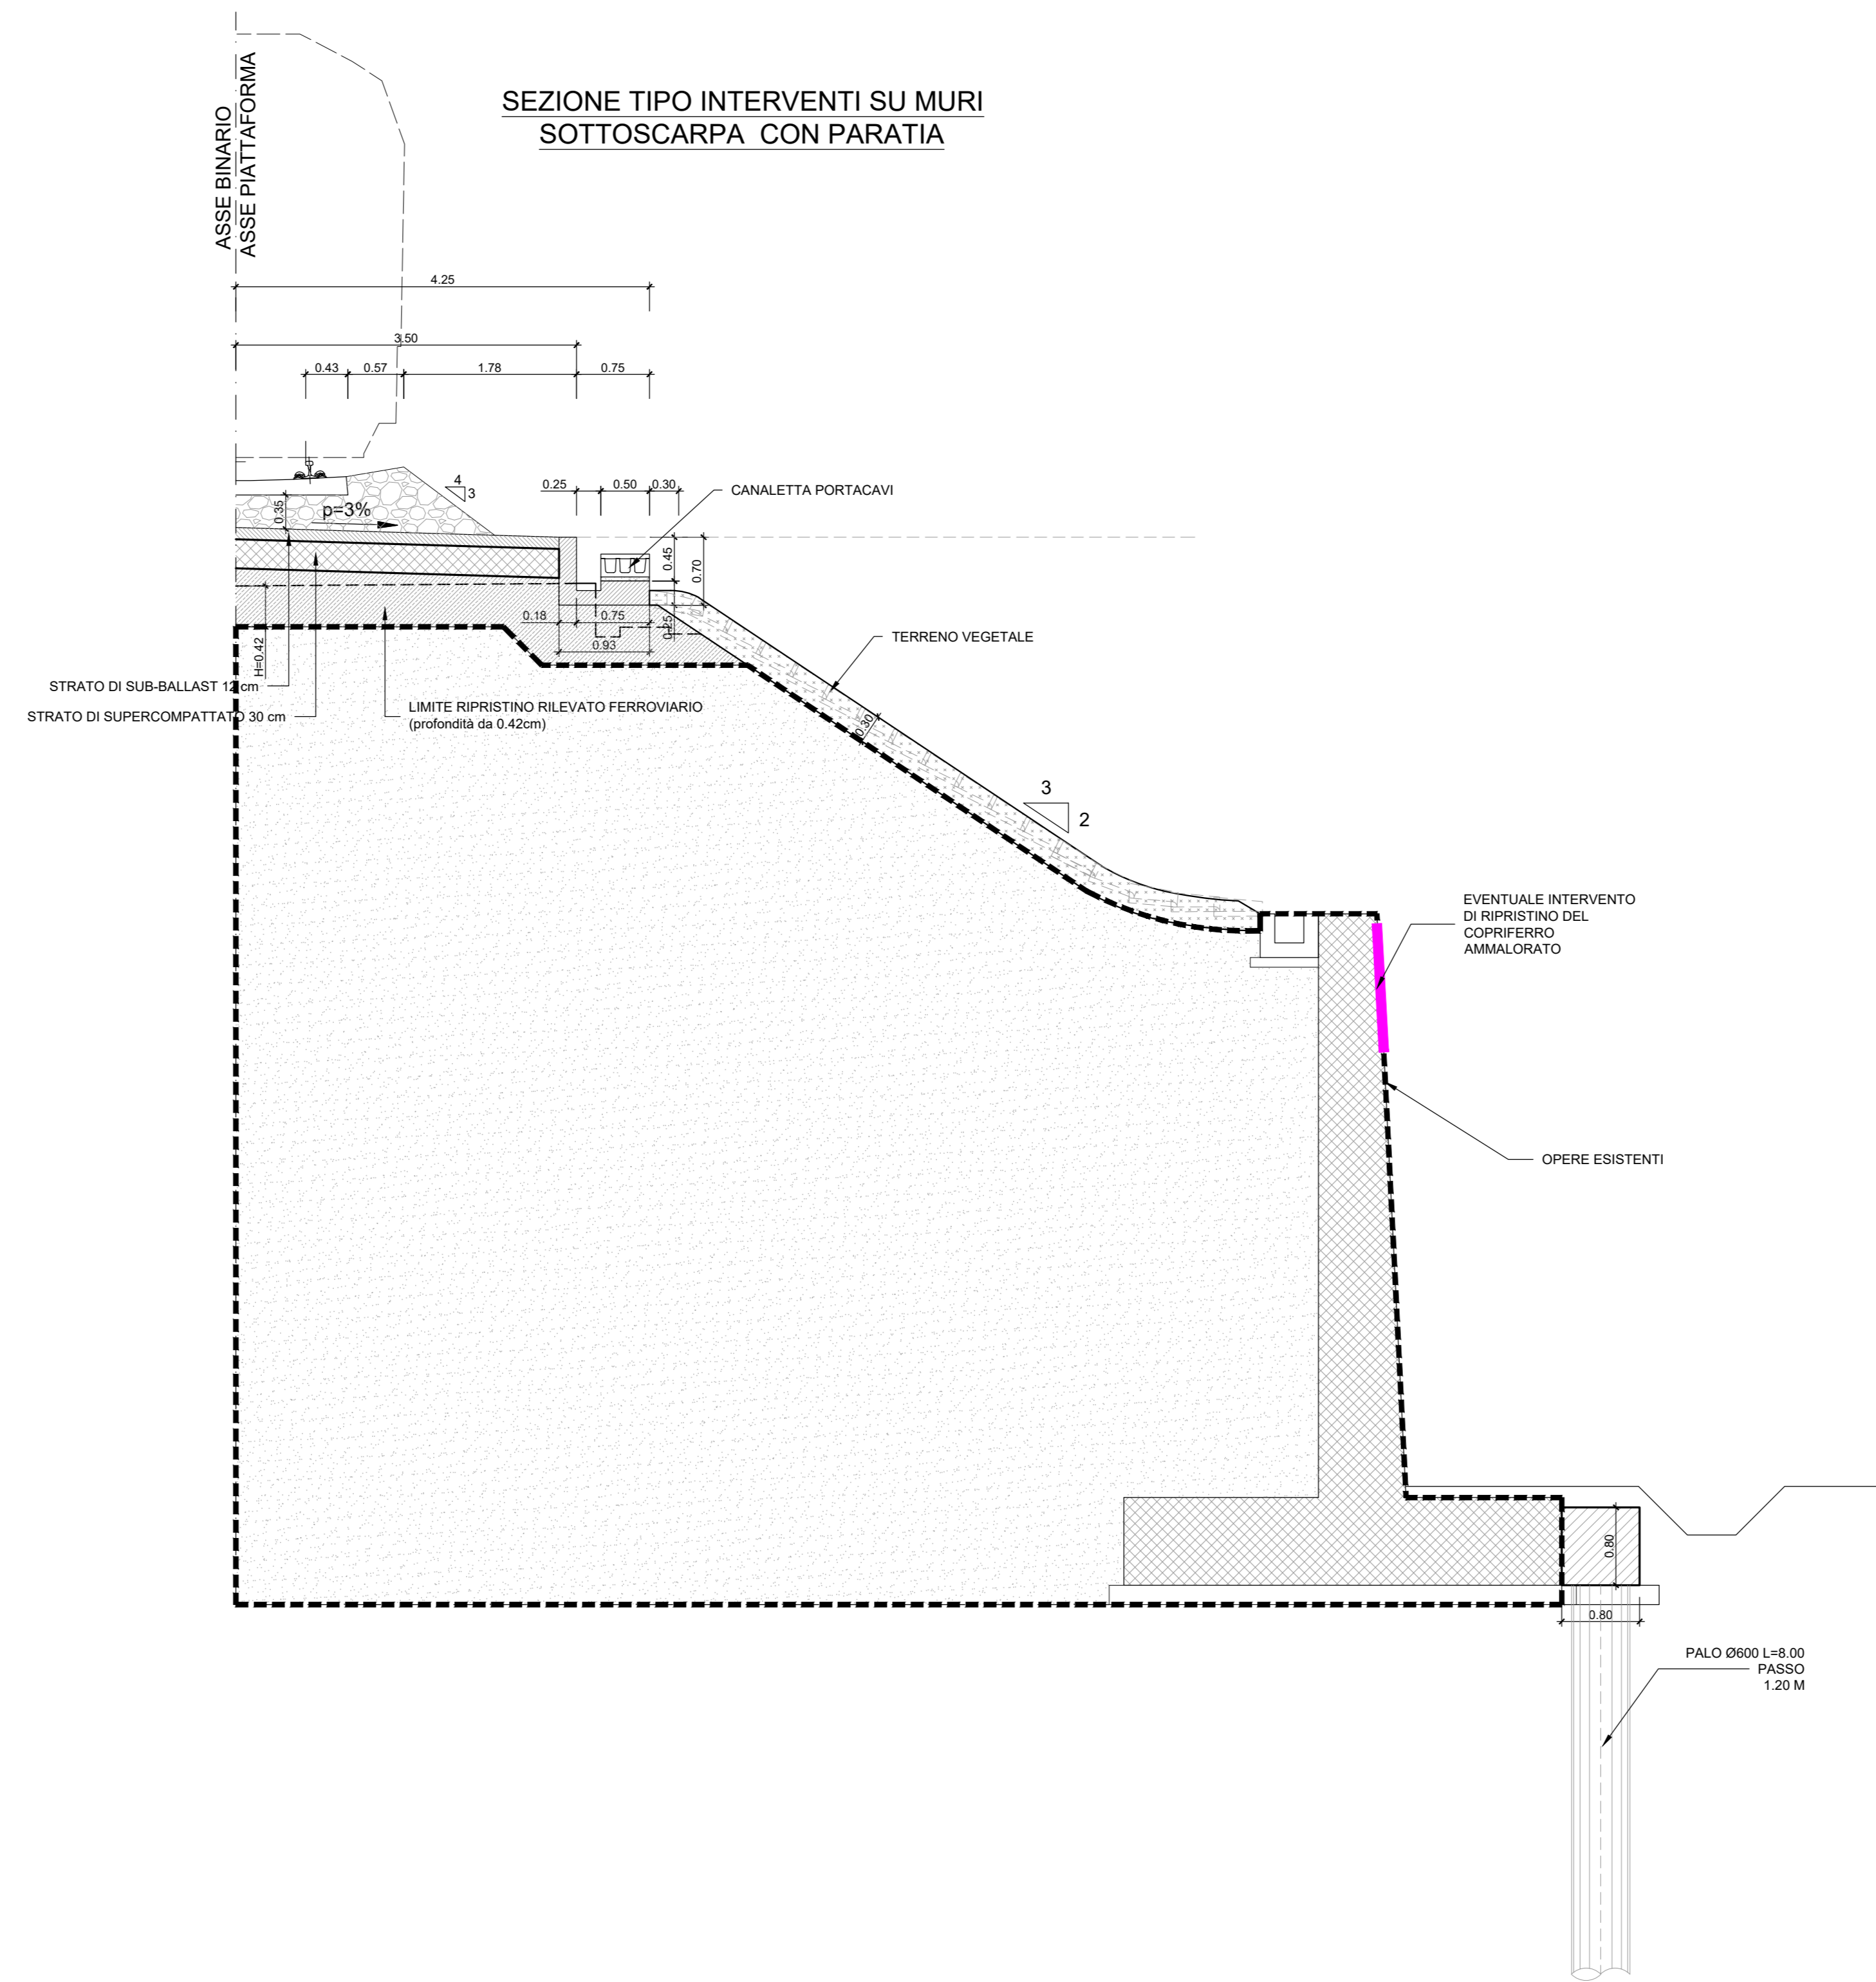 SEZIONE TIPO INTERVENTI SU MURI
SOTTOSCARPA CON PARATIA
ASSE BINARIO
ASSE PIATTAFORMA
4.25
3.50
0.43
0.57
1.78
0.75
4
3
0.25
0.50
0.30
CANALETTA PORTACAVI
0.35
p=3%
0.45
0.70
0.18
0.75
0.25
0.93
TERRENO VEGETALE
H=0.42
STRATO DI SUB-BALLAST 12 cm
STRATO DI SUPERCOMPATTATO 30 cm
LIMITE RIPRISTINO RILEVATO FERROVIARIO
(profondità da 0.42cm)
0.30
3
2
EVENTUALE INTERVENTO
DI RIPRISTINO DEL
COPRIFERRO
AMMALORATO
OPERE ESISTENTI
0.80
0.80
PALO Ø600 L=8.00
PASSO
1.20 M